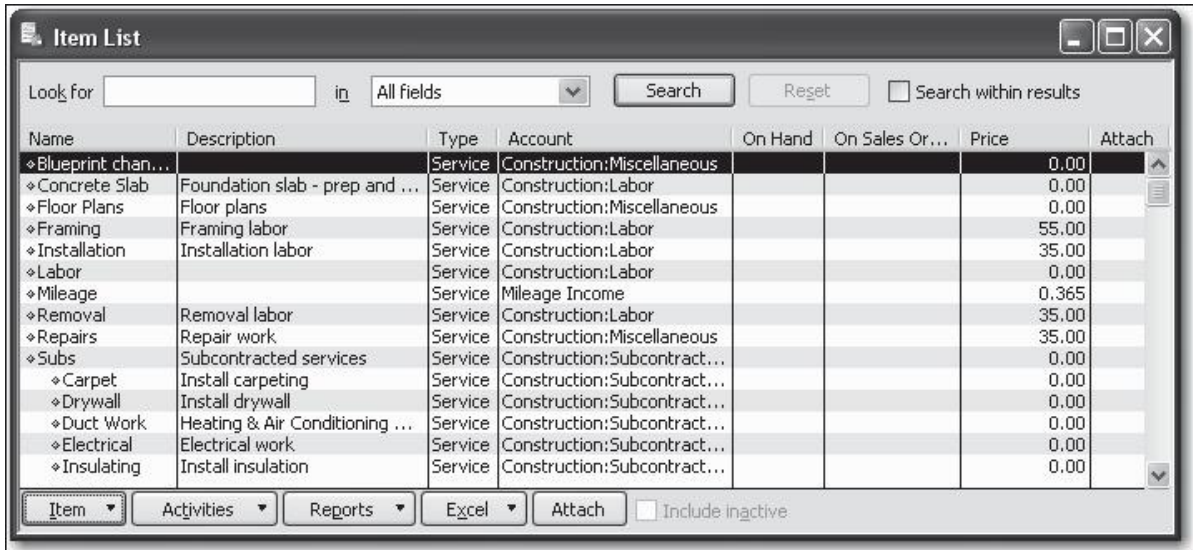 Item List
Look for in All fields Search Reset Search within results
Name Description Type Account On Hand On Sales Or... Price Attach
Blueprint chan... Service Construction:Miscellaneous 0.00
Concrete Slab Foundation slab - prep and ... Service Construction:Labor 0.00
Floor Plans Floor plans Service Construction:Miscellaneous 0.00
Framing Framing labor Service Construction:Labor 55.00
Installation Installation labor Service Construction:Labor 35.00
Labor Service Construction:Labor 0.00
Mileage Service Mileage Income 0.365
Removal Removal labor Service Construction:Labor 35.00
Repairs Repair work Service Construction:Miscellaneous 35.00
Subs Subcontracted services Service Construction:Subcontract... 0.00
Carpet Install carpeting Service Construction:Subcontract... 0.00
Drywall Install drywall Service Construction:Subcontract... 0.00
Duct Work Heating & Air Conditioning ... Service Construction:Subcontract... 0.00
Electrical Electrical work Service Construction:Subcontract... 0.00
Insulating Install insulation Service Construction:Subcontract... 0.00
Item Activities Reports Excel Attach Include inactive